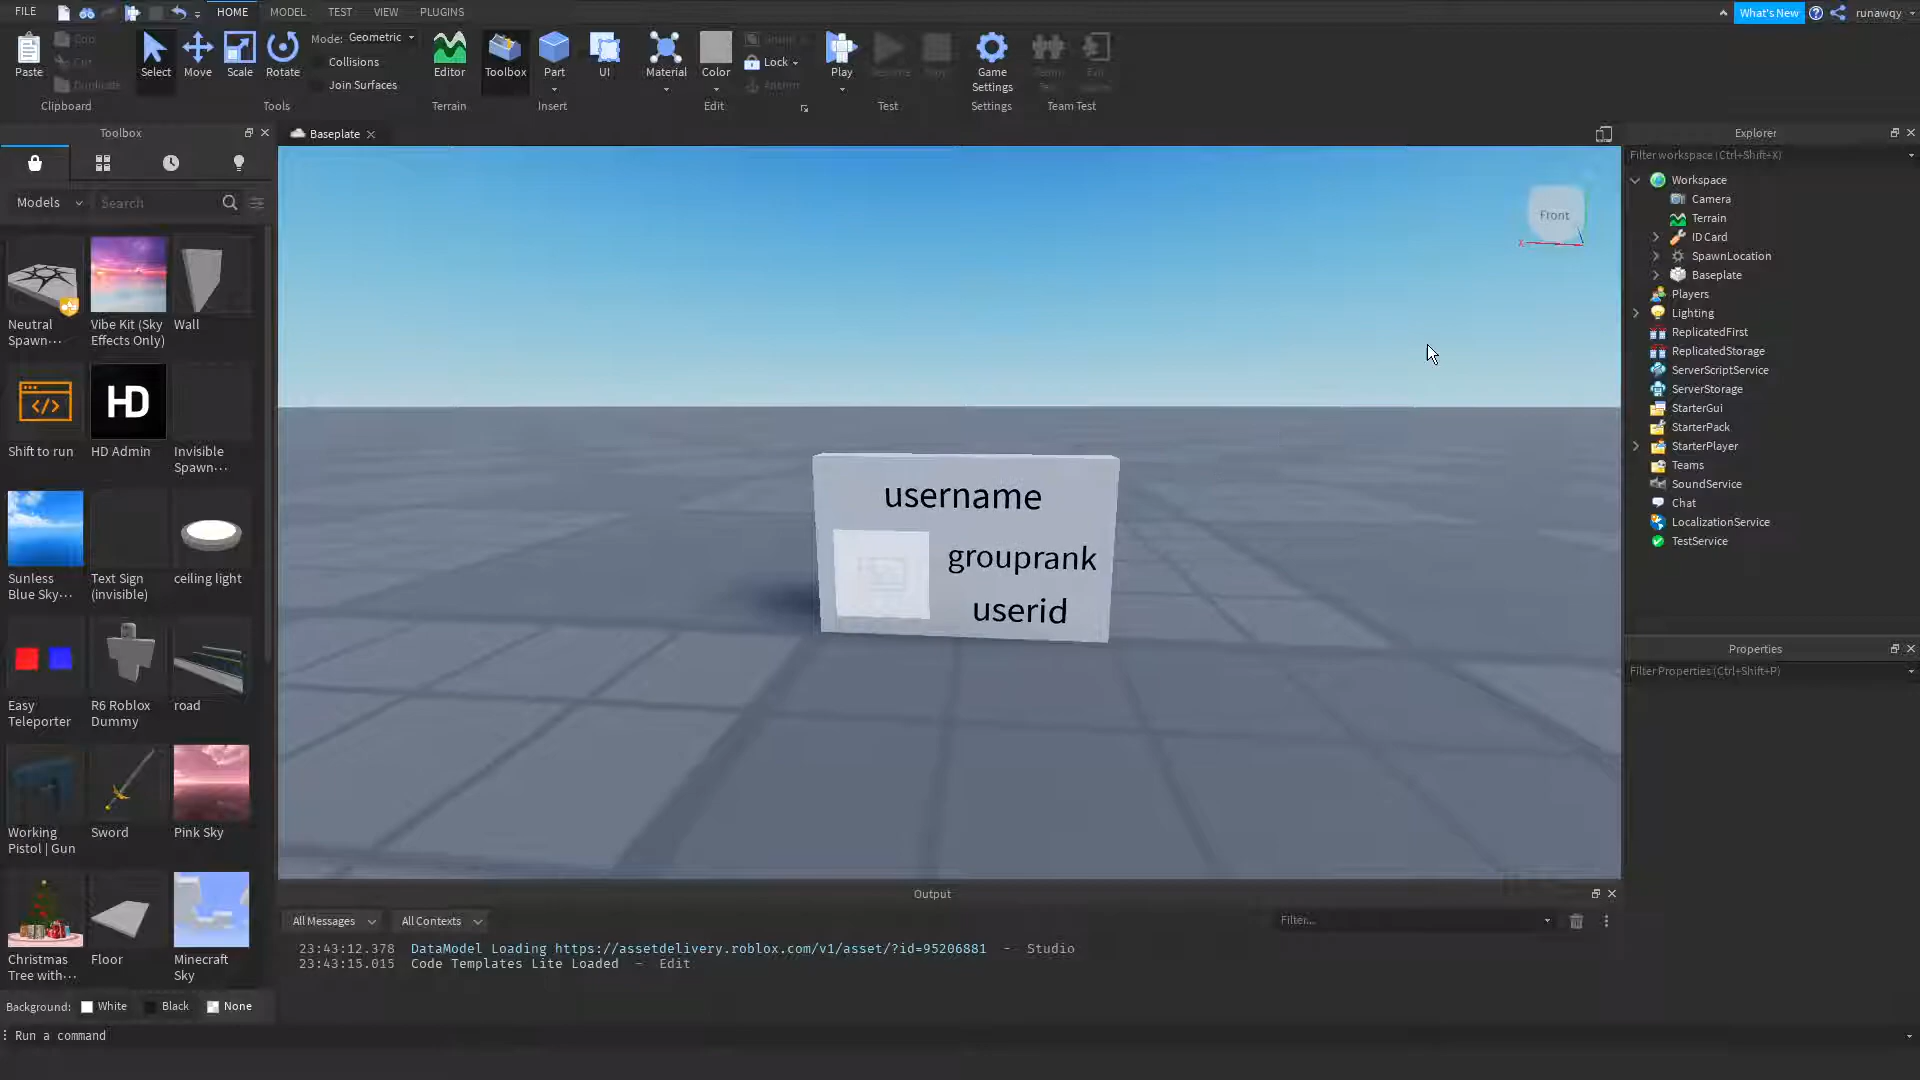 FILE
HOME
MODEL
TEST
VIEW
PLUGINS
What's New
runawqy
Paste
Select
Move
Scale
Rotate
Mode:
Geometric
Collisions
Join Surfaces
Editor
Toolbox
Part
UI
Material
Color
Lock
Play
Game
Settings
Duplicate
Clipboard
Tools
Terrain
Insert
Edit
Test
Settings
Team Test
Toolbox
Baseplate
Explorer
Models
Search
Neutral
Spawn···
Vibe Kit (Sky
Effects Only)
Wall
Shift to run
HD
HD Admin
Invisible
Spawn···
Sunless
Blue Sky···
Text Sign
(invisible)
ceiling light
Easy
Teleporter
R6 Roblox
Dummy
road
Working
Pistol | Gun
Sword
Pink Sky
Christmas
Tree with···
Floor
Minecraft
Sky
Background:
White
Black
None
Run a command
Front
X
username
grouprank
userid
Output
All Messages
All Contexts
Filter...
23:43:12.378 DataModel Loading https://assetdelivery.roblox.com/v1/asset/?id=95206881 - Studio
23:43:15.015 Code Templates Lite Loaded - Edit
Filter workspace (Ctrl+Shift+X)
Workspace
Camera
Terrain
ID Card
SpawnLocation
Baseplate
Players
Lighting
ReplicatedFirst
ReplicatedStorage
ServerScriptService
ServerStorage
StarterGui
StarterPack
StarterPlayer
Teams
SoundService
Chat
LocalizationService
TestService
Properties
Filter Properties (Ctrl+Shift+P)